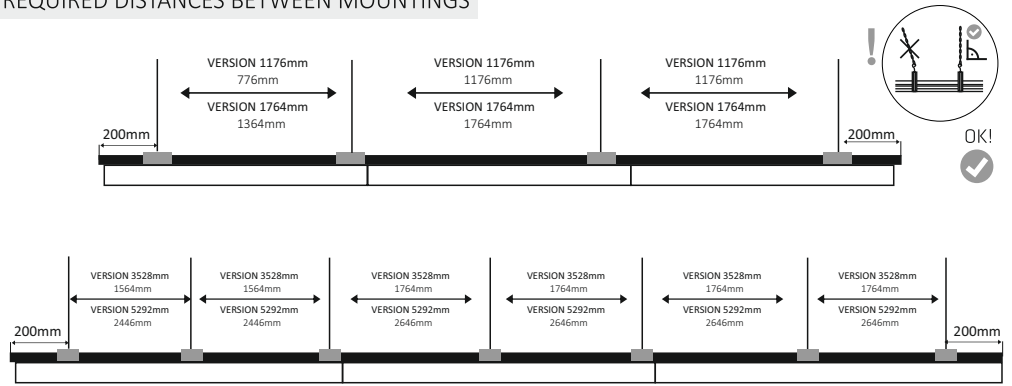 REQUIRED DISTANCES BETWEEN MOUNTINGS
!
VERSION 1176mm
776mm
VERSION 1764mm
1364mm
VERSION 1176mm
1176mm
VERSION 1764mm
1764mm
VERSION 1176mm
1176mm
VERSION 1764mm
1764mm
200mm
200mm
OK!
VERSION 3528mm
1564mm
VERSION 5292mm
2446mm
VERSION 3528mm
1564mm
VERSION 5292mm
2446mm
VERSION 3528mm
1764mm
VERSION 5292mm
2646mm
VERSION 3528mm
1764mm
VERSION 5292mm
2646mm
VERSION 3528mm
1764mm
VERSION 5292mm
2646mm
VERSION 3528mm
1764mm
VERSION 5292mm
2646mm
200mm
200mm